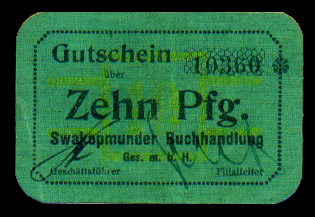 Gutschein 10360 *
über
Zehn Pfg.
Swakopmunder Buchhandlung
Ges. m. b. H.
Geschäftsführer Filialleiter